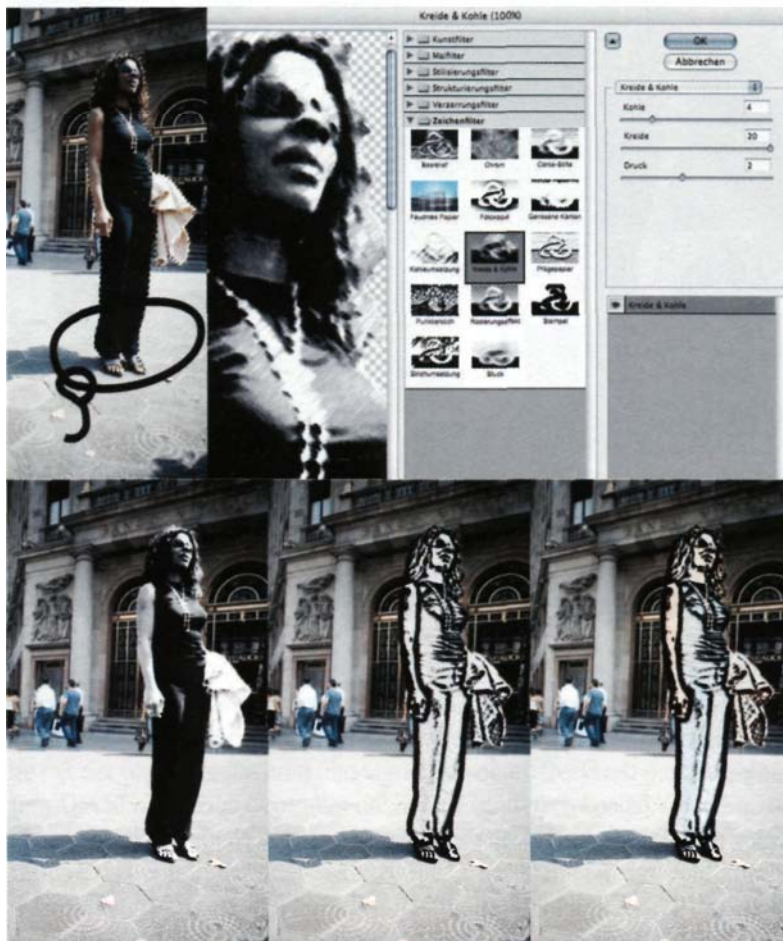 Kreide & Kohle (100%)
Kunstfilter
Malfilter
Stilisierungsfilter
Strukturierungsfilter
Verzerrungsfilter
Zeichenfilter
Basrelief
Chrom
Conté-Stifte
Feuchtes Papier
Fotokopie
Gerissene Kanten
Kohleumsetzung
Kreide & Kohle
Prägepapier
Punktierstich
Rasterungseffekt
Stempel
Strichumsetzung
Stuck
OK
Abbrechen
Kreide & Kohle
Kohle 4
Kreide 20
Druck 2
Kreide & Kohle